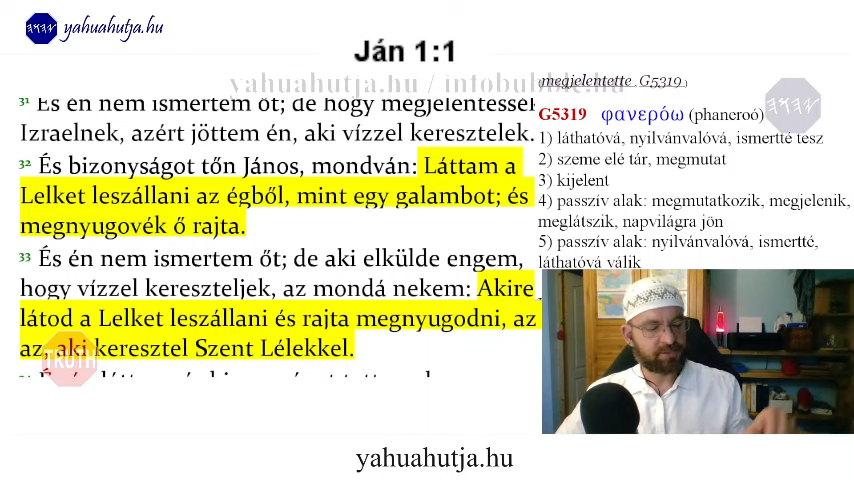 yahuahutja.hu
Ján 1:1
yahuahutja.hu / infobubble.hu
31 És én nem ismertem őt; de hogy megjelentessék
Izraelnek, azért jöttem én, aki vízzel keresztelek.
32 És bizonyságot tőn János, mondván: Láttam a
Lelket leszállani az égből, mint egy galambot; és
megnyugovék ő rajta.
33 És én nem ismertem őt; de aki elkülde engem,
hogy vízzel kereszteljek, az mondá nekem: Akire
látod a Lelket leszállani és rajta megnyugodni, az
az, aki keresztel Szent Lélekkel.
TRUTH
megjelentette G5319
G5319 φανερόω (phaneroó)
1) láthatóvá, nyilvánvalóvá, ismertté tesz
2) szeme elé tár, megmutat
3) kijelent
4) passzív alak: megmutatkozik, megjelenik,
meglátszik, napvilágra jön
5) passzív alak: nyilvánvalóvá, ismertté,
láthatóvá válik
yahuahutja.hu